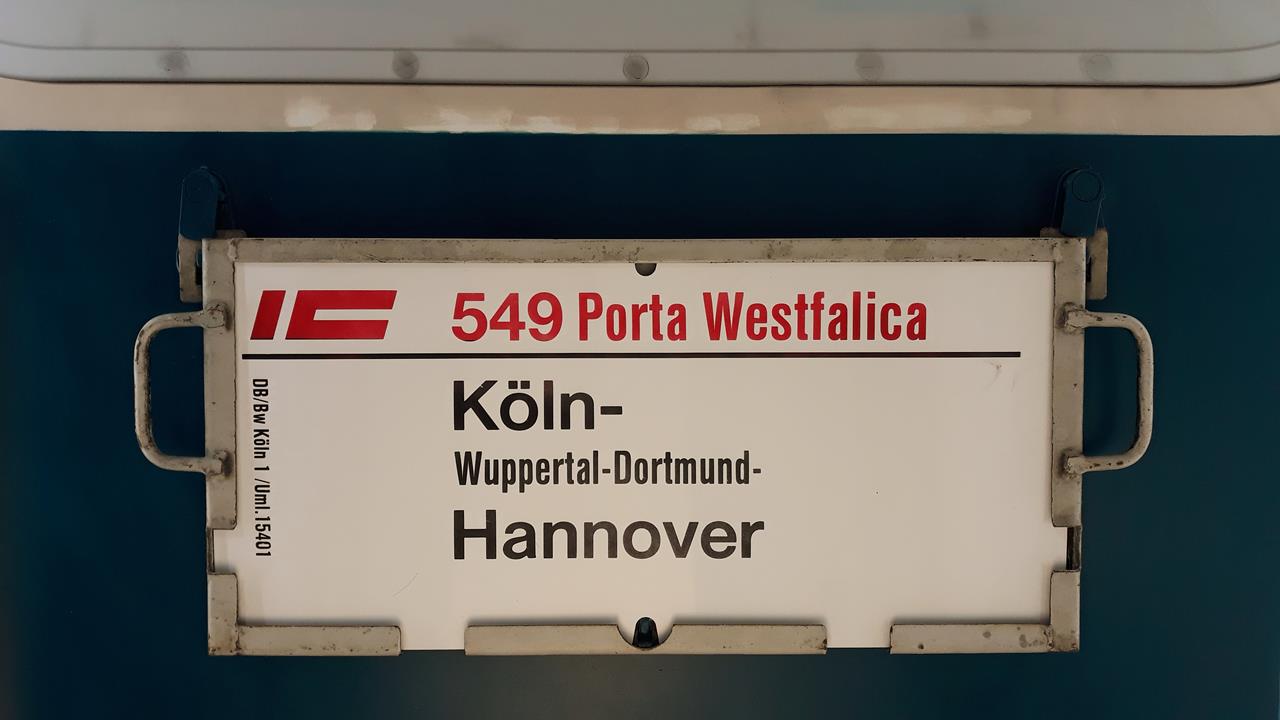 IC 549 Porta Westfalica
Köln-
Wuppertal-Dortmund-
Hannover
DB/Bw Köln 1 /Uml.15401